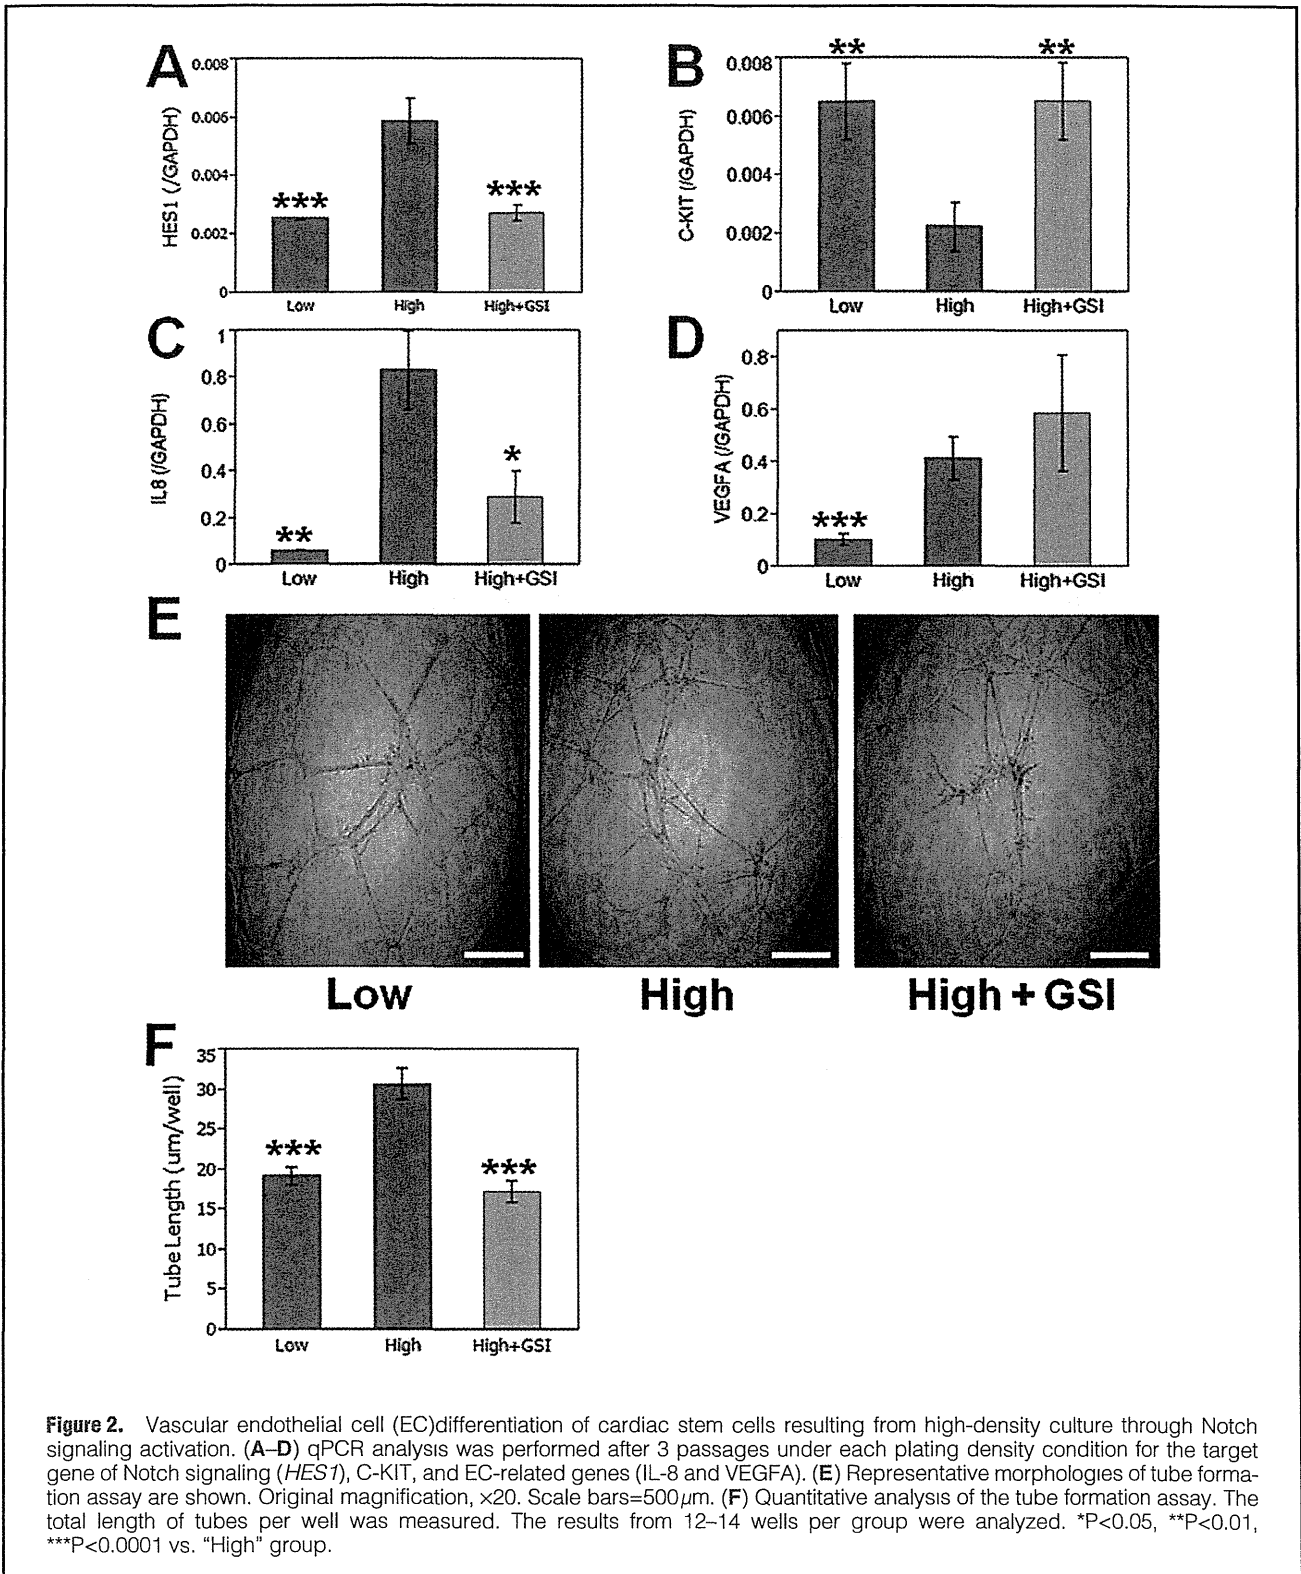 A
HES1 (/GAPDH)
0.008
0.006
0.004
0.002
0
***
***
Low High High+GSI
B
C-KIT (/GAPDH)
0.008
0.006
0.004
0.002
0
**
**
Low High High+GSI
C
IL8 (/GAPDH)
1
0.8
0.6
0.4
0.2
0
**
*
Low High High+GSI
D
VEGFA (/GAPDH)
0.8
0.6
0.4
0.2
0
***
Low High High+GSI
E
Low High High + GSI
F
Tube Length (um/well)
35
30
25
20
15
10
5
0
***
***
Low High High+GSI
Figure 2. Vascular endothelial cell (EC)differentiation of cardiac stem cells resulting from high-density culture through Notch
signaling activation. (A–D) qPCR analysis was performed after 3 passages under each plating density condition for the target
gene of Notch signaling (HES1), C-KIT, and EC-related genes (IL-8 and VEGFA). (E) Representative morphologies of tube forma-
tion assay are shown. Original magnification, ×20. Scale bars=500μm. (F) Quantitative analysis of the tube formation assay. The
total length of tubes per well was measured. The results from 12–14 wells per group were analyzed. *P<0.05, **P<0.01,
***P<0.0001 vs. "High" group.